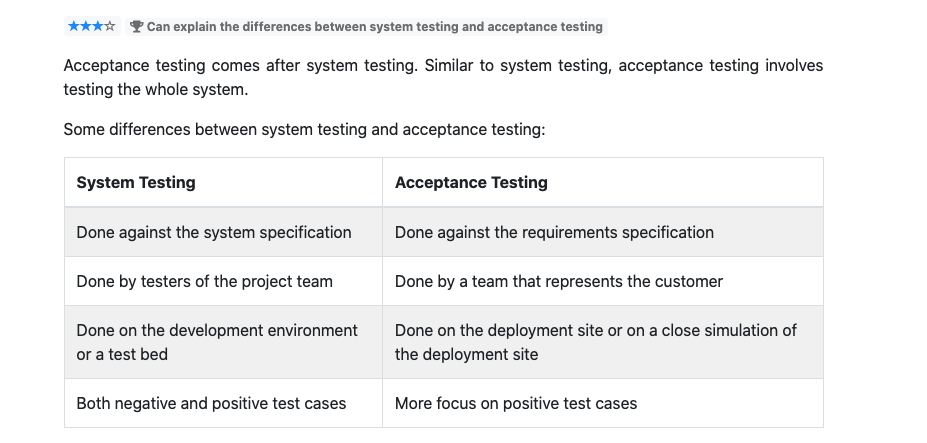 ★★★☆ 🏆 Can explain the differences between system testing and acceptance testing
Acceptance testing comes after system testing. Similar to system testing, acceptance testing involves
testing the whole system.
Some differences between system testing and acceptance testing:
System Testing
Acceptance Testing
Done against the system specification
Done against the requirements specification
Done by testers of the project team
Done by a team that represents the customer
Done on the development environment
or a test bed
Done on the deployment site or on a close simulation of
the deployment site
Both negative and positive test cases
More focus on positive test cases